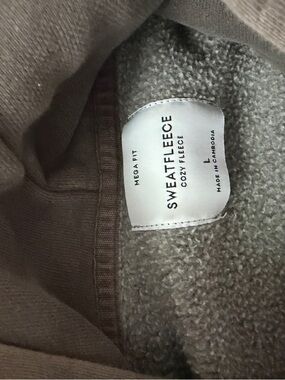 MEGA FIT
SWEATFLEECE
COZY FLEECE
L
MADE IN CAMBODIA